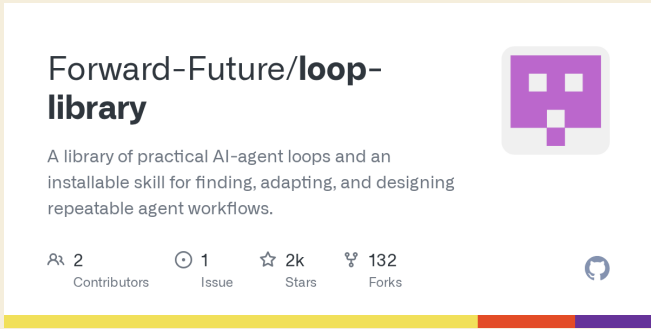 Forward-Future/loop-
library
A library of practical AI-agent loops and an
installable skill for finding, adapting, and designing
repeatable agent workflows.
2 1 2k 132
Contributors Issue Stars Forks